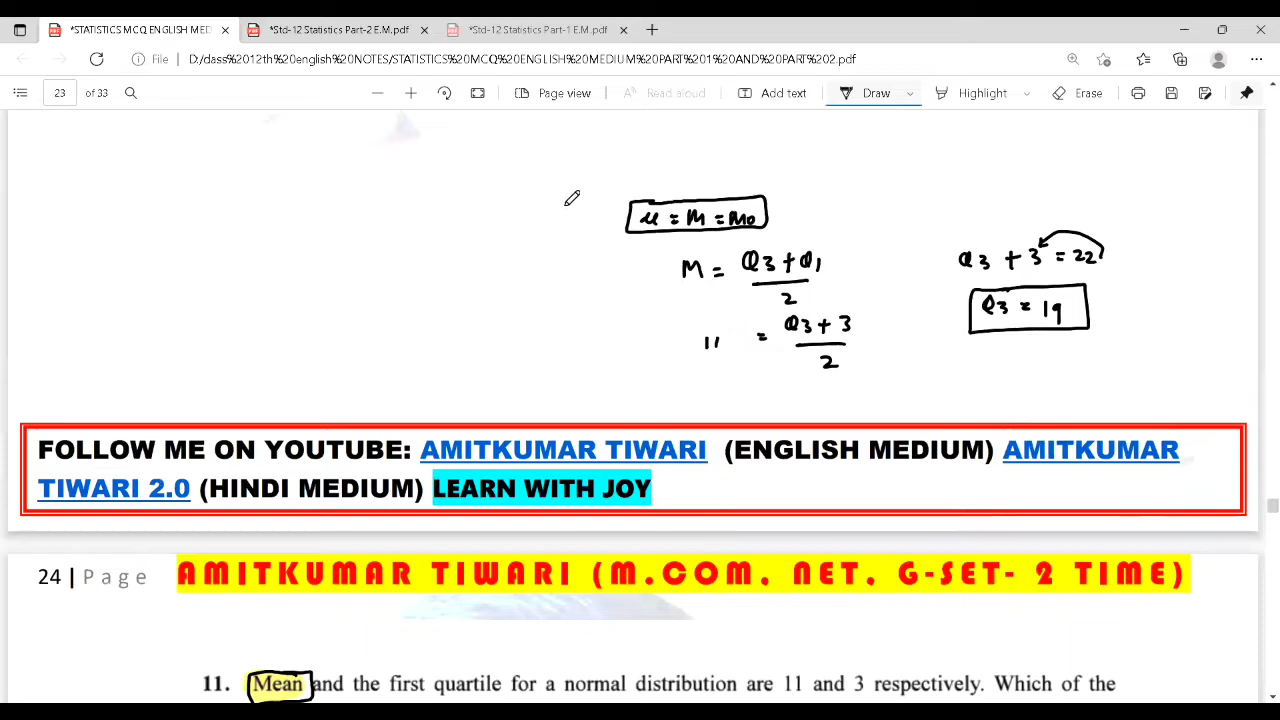 *STATISTICS MCQ ENGLISH MED
*Std-12 Statistics Part-2 E.M.pdf
*Std-12 Statistics Part-1 E.M.pdf
File
D:/class%2012th%20english%20NOTES/STATISTICS%20MCQ%20ENGLISH%20MEDIUM%20PART%201%20AND%20PART%202.pdf
23 of 33
Page view
Read aloud
Add text
Draw
Highlight
Erase
μ = M = M₀
M = Q3 + Q1 / 2
11 = Q3 + 3 / 2
Q3 + 3 = 22
Q3 = 19
FOLLOW ME ON YOUTUBE: AMITKUMAR TIWARI (ENGLISH MEDIUM) AMITKUMAR
TIWARI 2.0 (HINDI MEDIUM) LEARN WITH JOY
24 | Page AMITKUMAR TIWARI (M.COM. NET. G-SET- 2 TIME)
11. Mean and the first quartile for a normal distribution are 11 and 3 respectively. Which of the